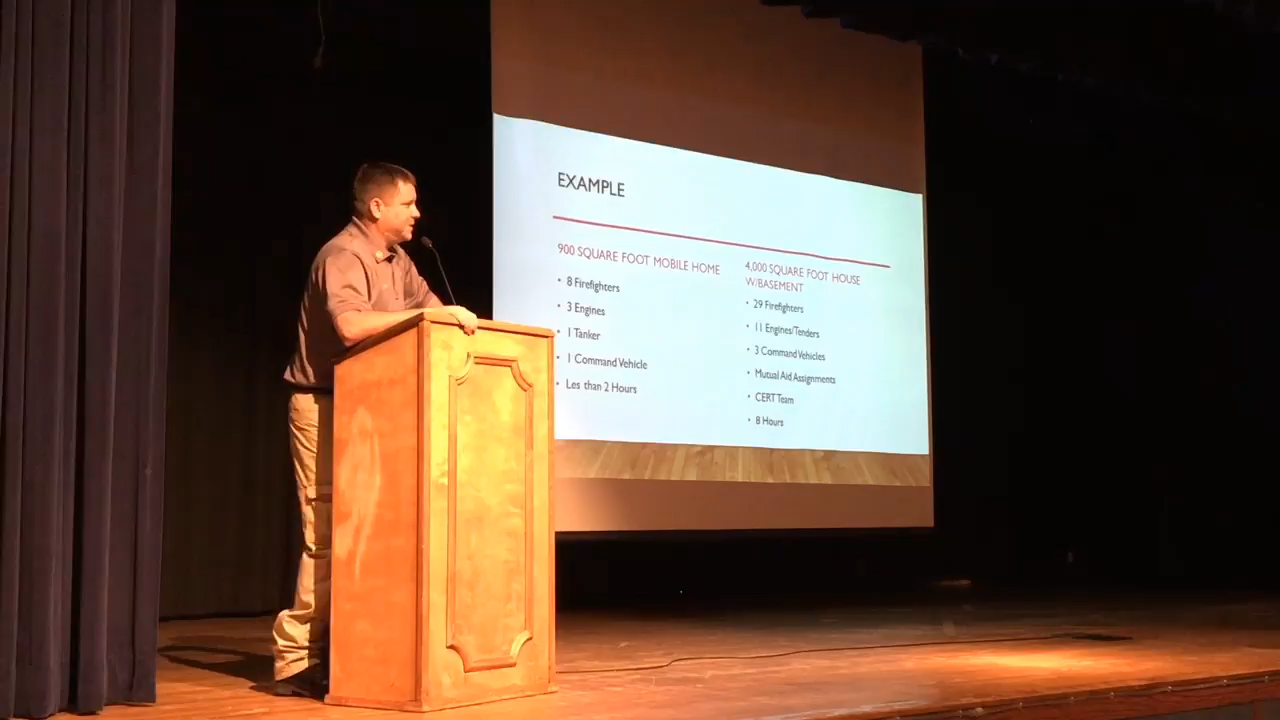 EXAMPLE
900 SQUARE FOOT MOBILE HOME
• 8 Firefighters
• 3 Engines
• 1 Tanker
• 1 Command Vehicle
• Les than 2 Hours
4,000 SQUARE FOOT HOUSE
W/BASEMENT
• 29 Firefighters
• 11 Engines/Tenders
• 3 Command Vehicles
• Mutual Aid Assignments
• CERT Team
• 8 Hours